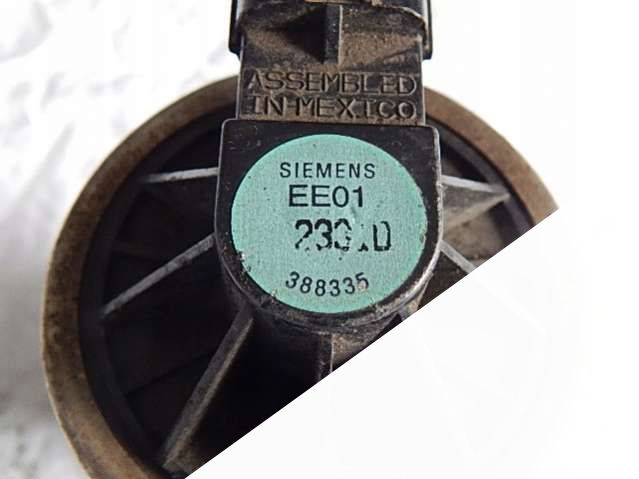 ASSEMBLED
IN MEXICO
SIEMENS
EE01
388335